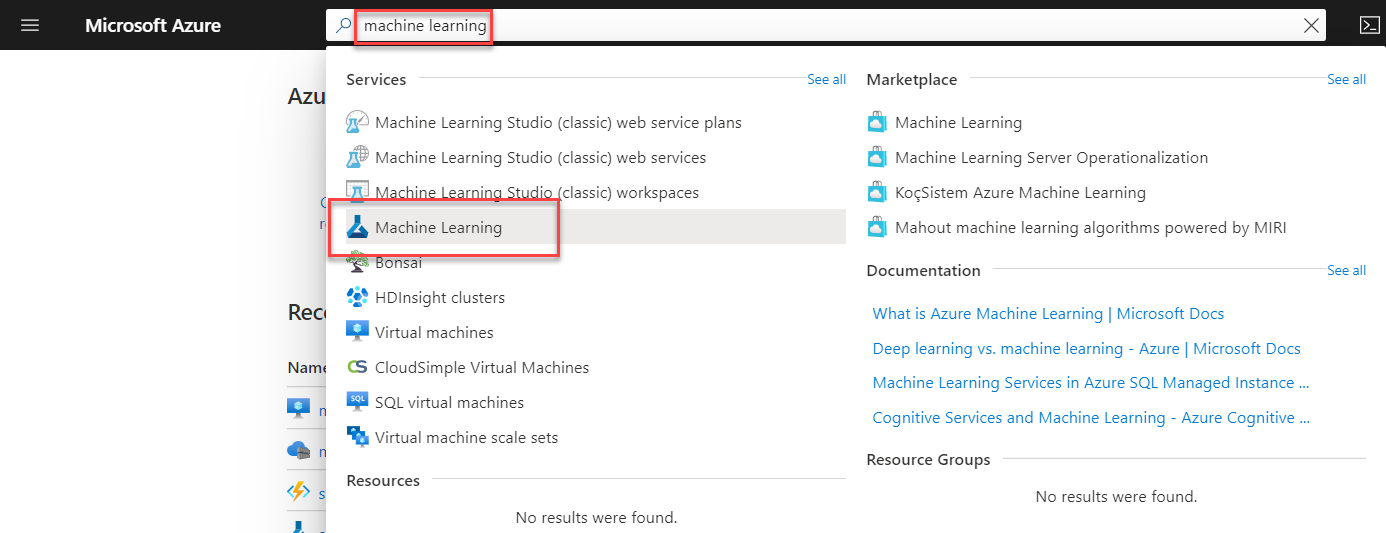 Microsoft Azure
machine learning
Azu
Services
See all
Machine Learning Studio (classic) web service plans
Machine Learning Studio (classic) web services
Machine Learning Studio (classic) workspaces
Machine Learning
Bonsai
HDInsight clusters
Virtual machines
CloudSimple Virtual Machines
SQL virtual machines
Virtual machine scale sets
Resources
No results were found.
Marketplace
See all
Machine Learning
Machine Learning Server Operationalization
KoçSistem Azure Machine Learning
Mahout machine learning algorithms powered by MIRI
Documentation
See all
What is Azure Machine Learning | Microsoft Docs
Deep learning vs. machine learning - Azure | Microsoft Docs
Machine Learning Services in Azure SQL Managed Instance ...
Cognitive Services and Machine Learning - Azure Cognitive ...
Resource Groups
No results were found.
Rec
Name